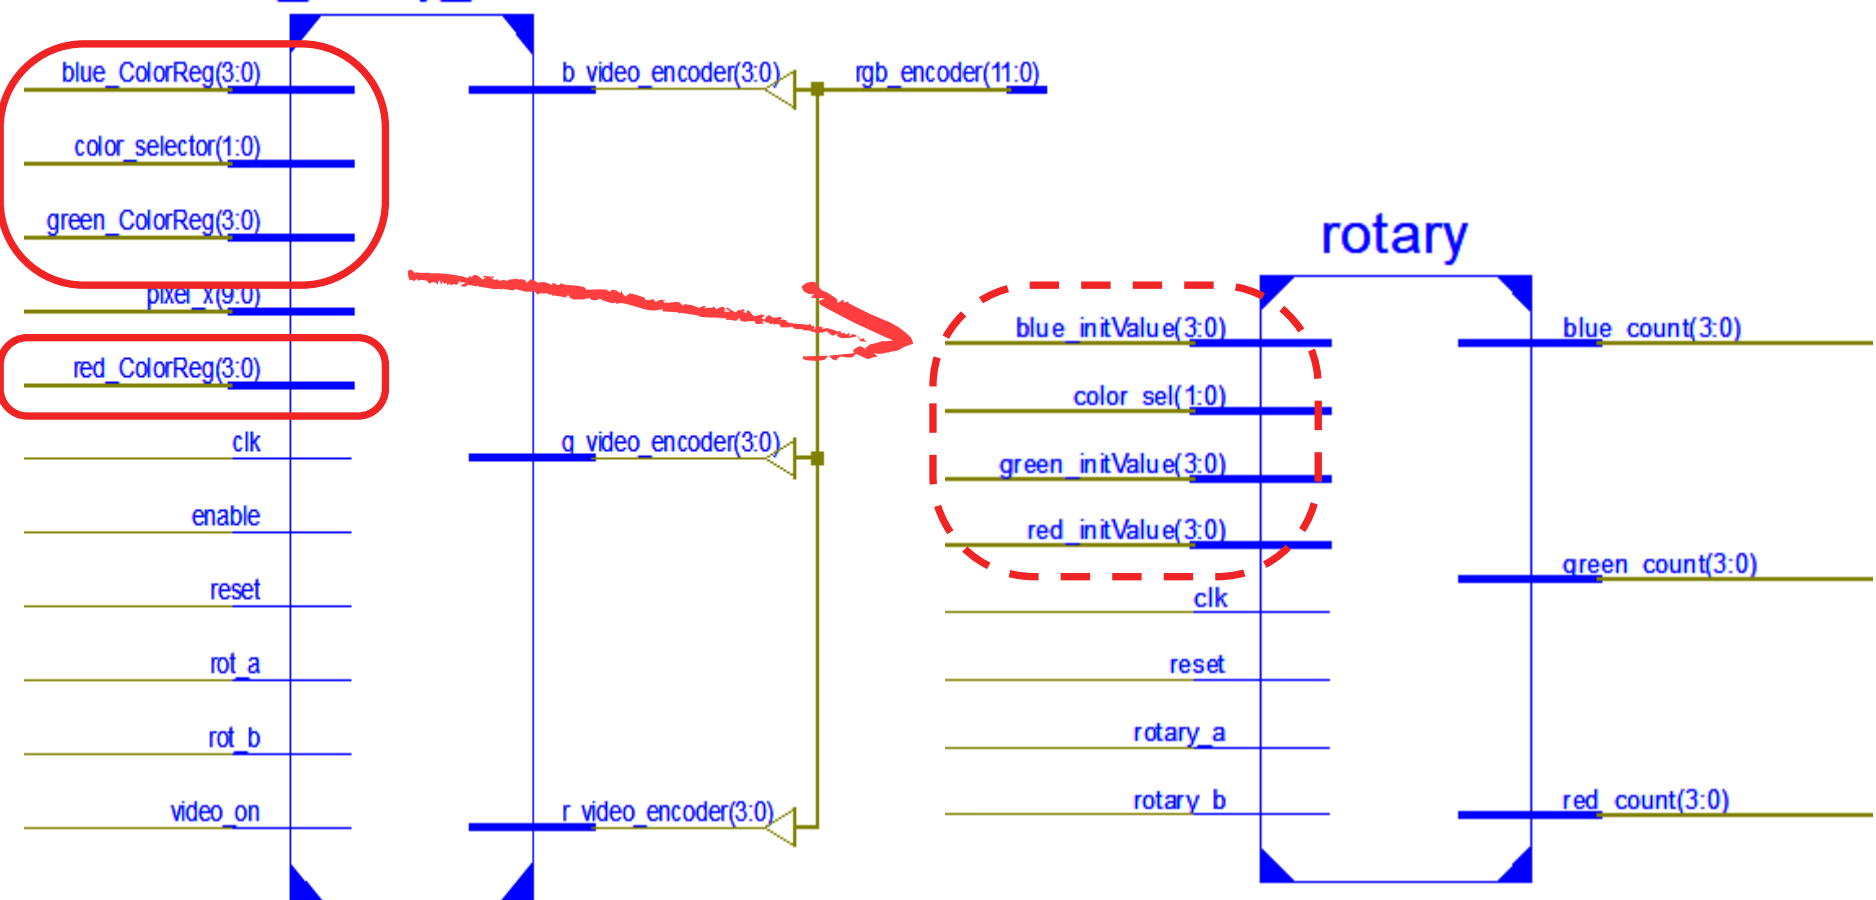 blue_ColorReg(3:0)
color_selector(1:0)
green_ColorReg(3:0)
pixel_x(9:0)
red_ColorReg(3:0)
clk
enable
reset
rot_a
rot_b
video_on
b_video_encoder(3:0)
g_video_encoder(3:0)
r_video_encoder(3:0)
rgb_encoder(11:0)
rotary
blue_initValue(3:0)
color_sel(1:0)
green_initValue(3:0)
red_initValue(3:0)
clk
reset
rotary_a
rotary_b
blue_count(3:0)
green_count(3:0)
red_count(3:0)